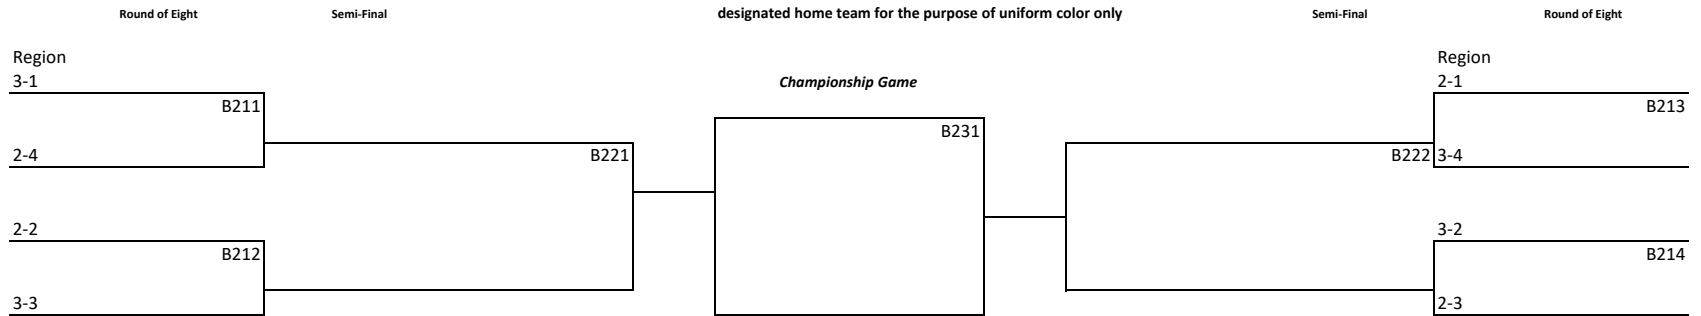 Round of Eight Semi-Final designated home team for the purpose of uniform color only Semi-Final Round of Eight
Region Region
3-1 Championship Game 2-1
B211 B213
B231
2-4 B221 B222 3-4
2-2 3-2
B212 B214
3-3 2-3